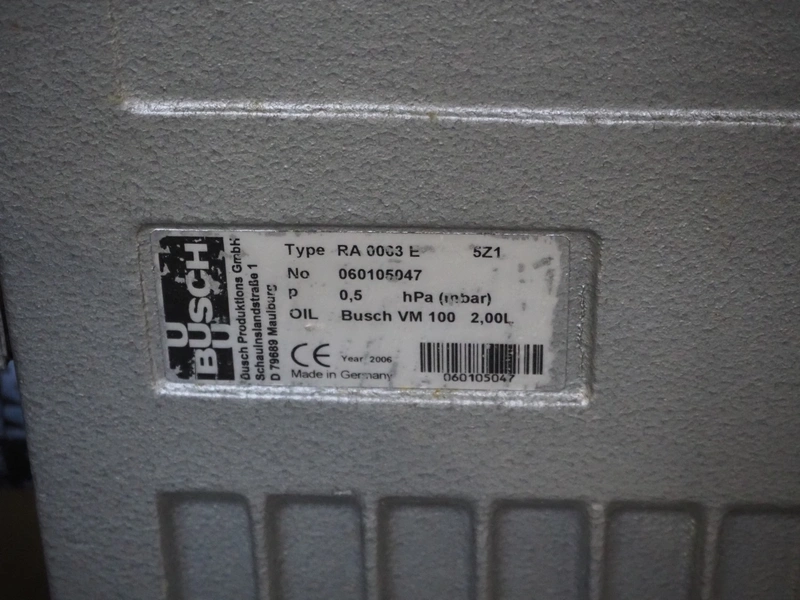 BUSCH
Busch Produktions GmbH
Schauinslandstraße 1
D 79689 Maulburg
Type RA 0063 E 5Z1
No 060105047
P 0,5 hPa (mbar)
OIL Busch VM 100 2,00L
CE Year 2006
Made in Germany
060105047